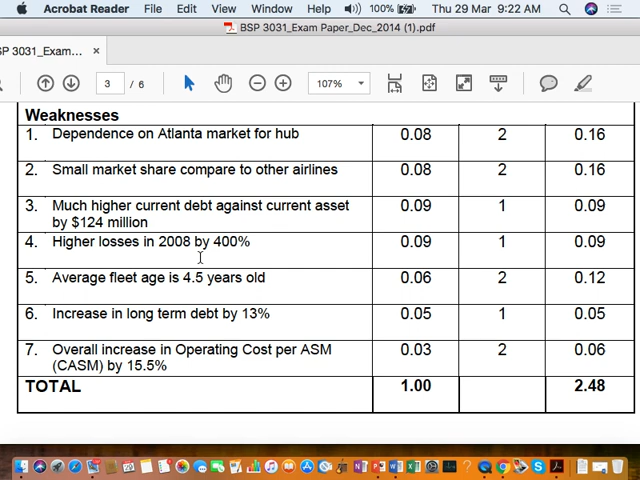 Acrobat Reader File Edit View Window Help 100% Thu 29 Mar 9:22 AM
BSP 3031_Exam Paper_Dec_2014 (1).pdf
SP 3031_Exam... ×
3 / 6 107%
Weaknesses
1. Dependence on Atlanta market for hub 0.08 2 0.16
2. Small market share compare to other airlines 0.08 2 0.16
3. Much higher current debt against current asset
by $124 million 0.09 1 0.09
4. Higher losses in 2008 by 400% 0.09 1 0.09
5. Average fleet age is 4.5 years old 0.06 2 0.12
6. Increase in long term debt by 13% 0.05 1 0.05
7. Overall increase in Operating Cost per ASM
(CASM) by 15.5% 0.03 2 0.06
TOTAL 1.00 2.48